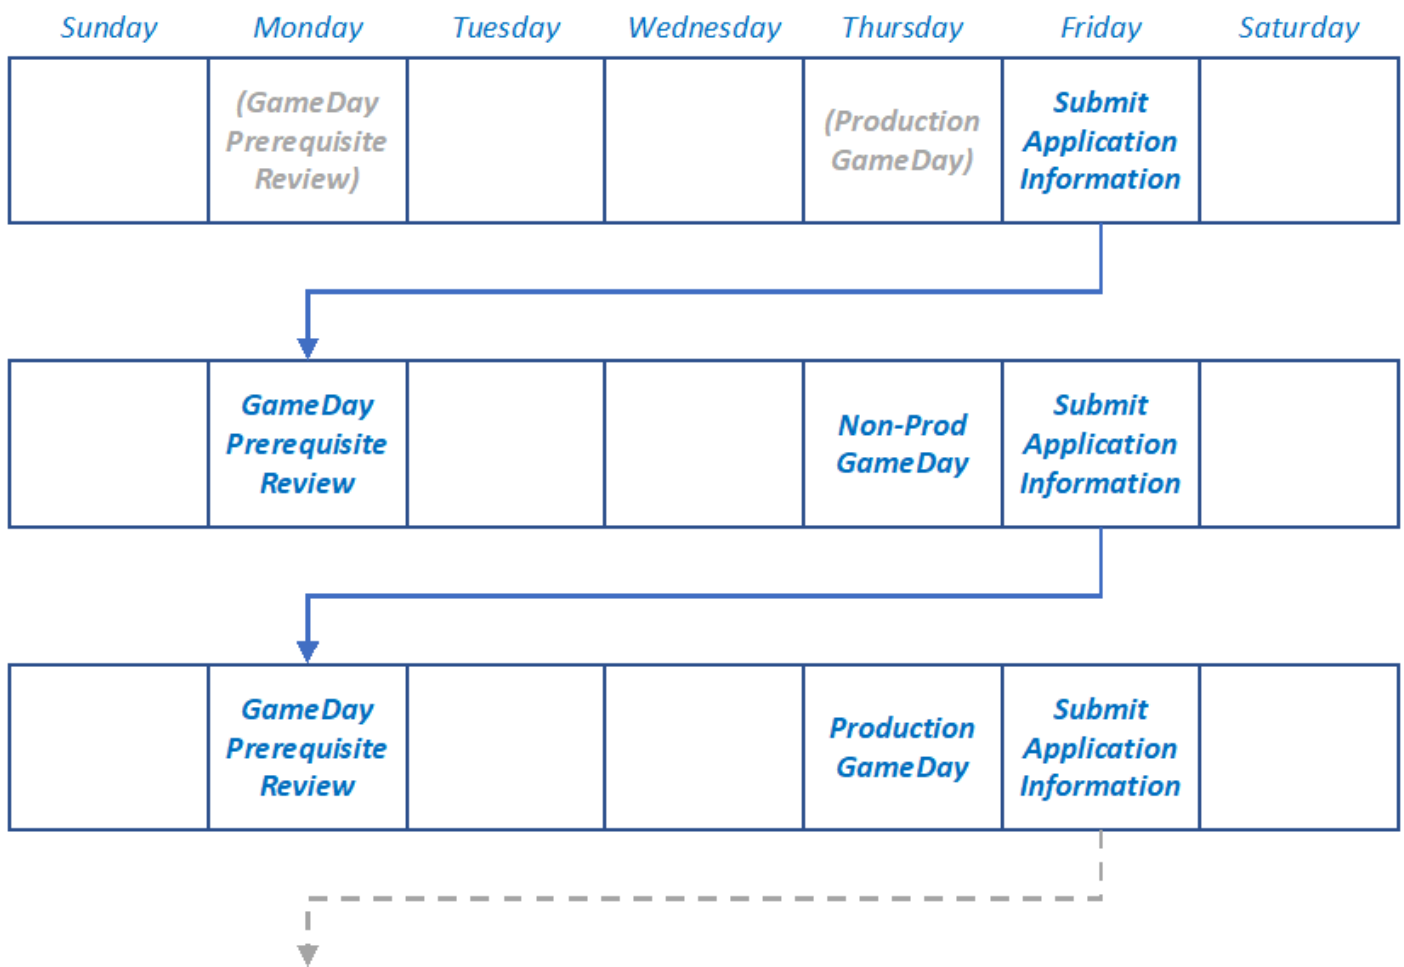 Sunday Monday Tuesday Wednesday Thursday Friday Saturday
(GameDay
Prerequisite
Review)
(Production
GameDay)
Submit
Application
Information
GameDay
Prerequisite
Review
Non-Prod
GameDay
Submit
Application
Information
GameDay
Prerequisite
Review
Production
GameDay
Submit
Application
Information